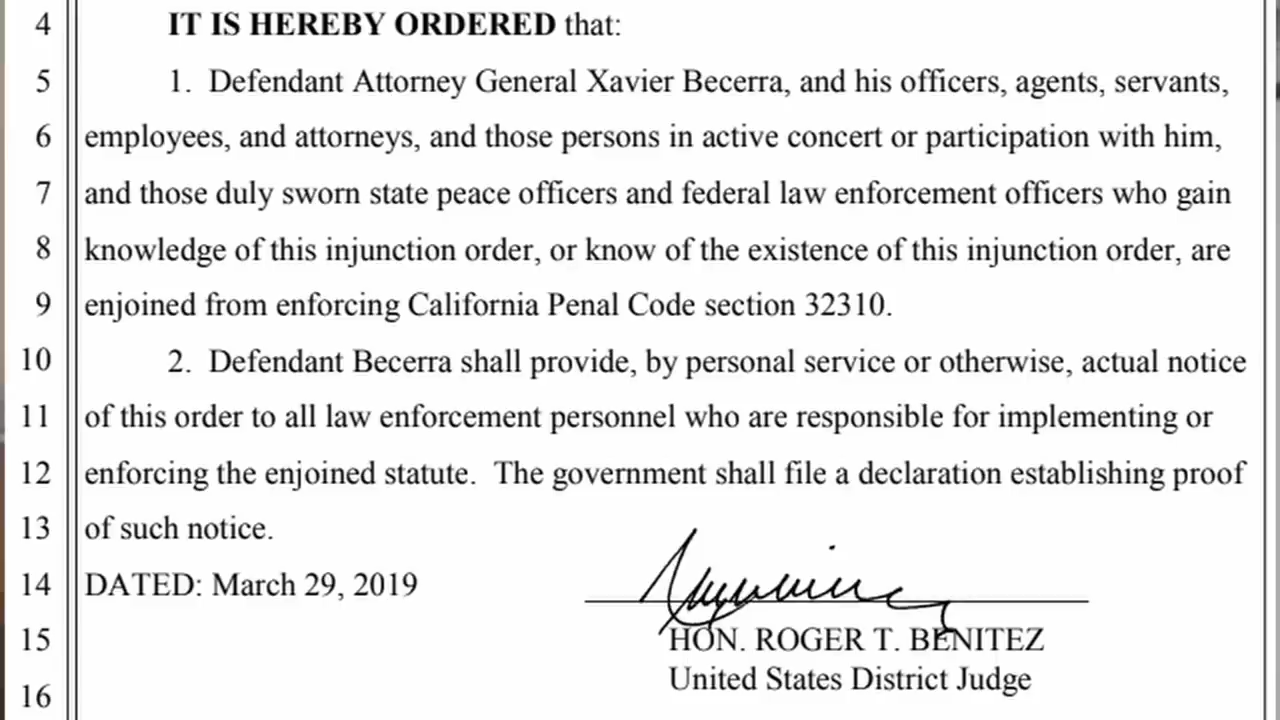 4 IT IS HEREBY ORDERED that:
5 1. Defendant Attorney General Xavier Becerra, and his officers, agents, servants,
6 employees, and attorneys, and those persons in active concert or participation with him,
7 and those duly sworn state peace officers and federal law enforcement officers who gain
8 knowledge of this injunction order, or know of the existence of this injunction order, are
9 enjoined from enforcing California Penal Code section 32310.
10 2. Defendant Becerra shall provide, by personal service or otherwise, actual notice
11 of this order to all law enforcement personnel who are responsible for implementing or
12 enforcing the enjoined statute. The government shall file a declaration establishing proof
13 of such notice.
14 DATED: March 29, 2019
15 HON. ROGER T. BENITEZ
United States District Judge
16